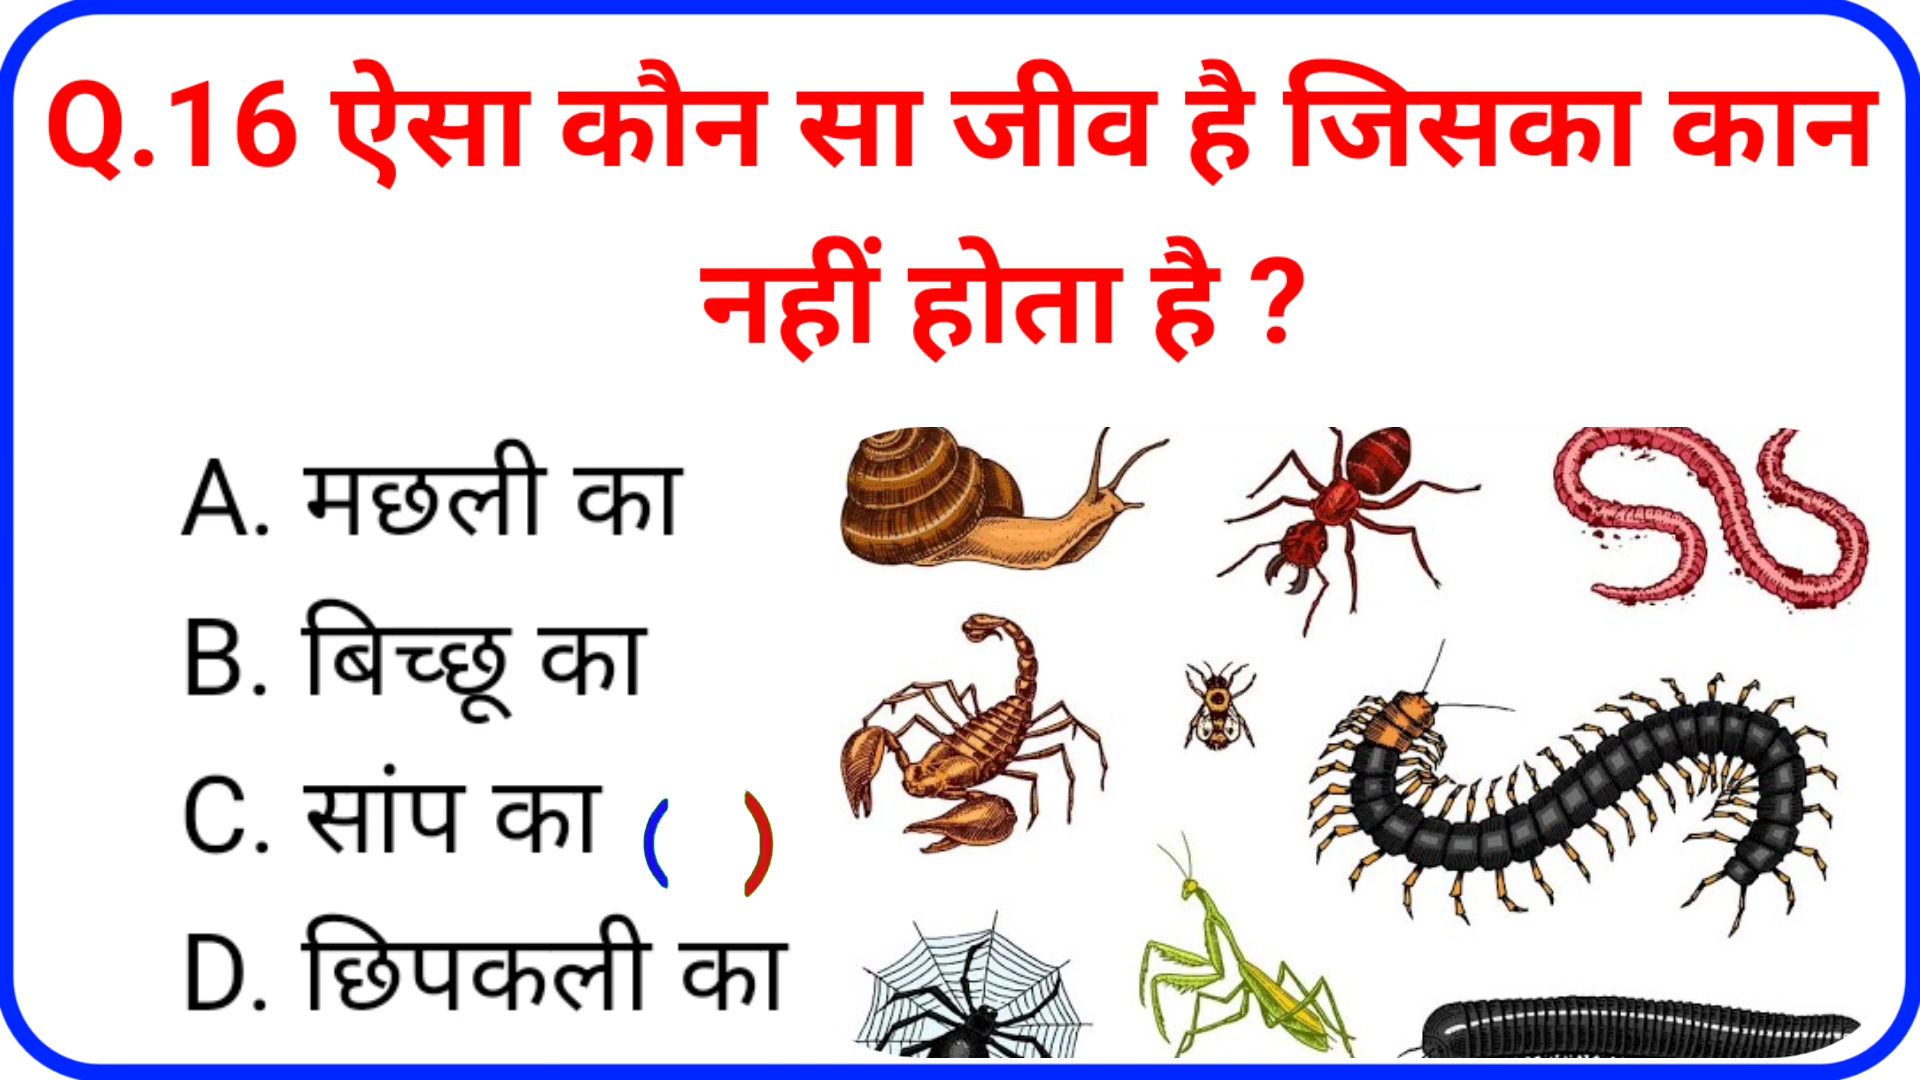 Q.16 ऐसा कौन सा जीव है जिसका कान
नहीं होता है ?
A. मछली का
B. बिच्छू का
C. सांप का ( )
D. छिपकली का